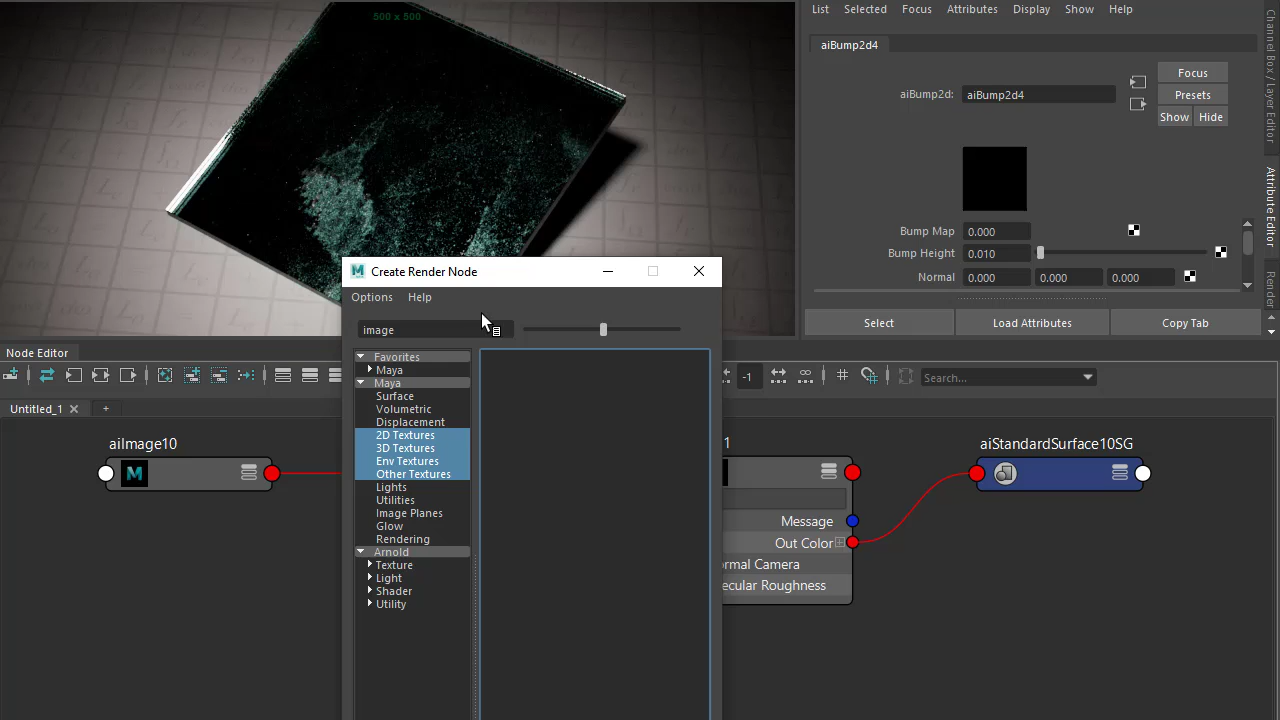 500 x 500
List Selected Focus Attributes Display Show Help
aiBump2d4
aiBump2d: aiBump2d4
Focus
Presets
Show Hide
Bump Map 0.000
Bump Height 0.010
Normal 0.000 0.000 0.000
Select Load Attributes Copy Tab
Channel Box / Layer Editor
Attribute Editor
Render
Node Editor
-1
Search...
Untitled_1
+
aiImage10
1
Message
Out Color
rmal Camera
ecular Roughness
aiStandardSurface10SG
Create Render Node
Options Help
image
Favorites
Maya
Maya
Surface
Volumetric
Displacement
2D Textures
3D Textures
Env Textures
Other Textures
Lights
Utilities
Image Planes
Glow
Rendering
Arnold
Texture
Light
Shader
Utility